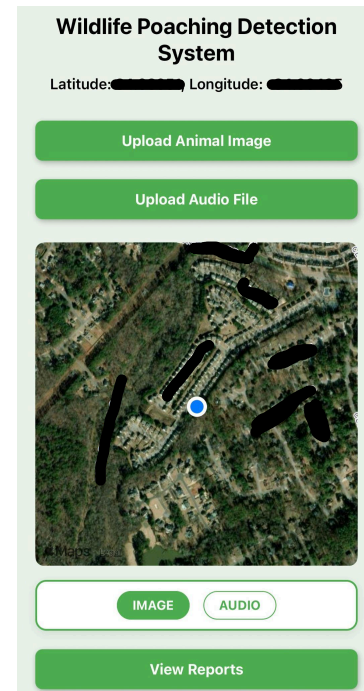 Wildlife Poaching Detection
System
Latitude: Longitude:
Upload Animal Image
Upload Audio File
Maps
IMAGE AUDIO
View Reports